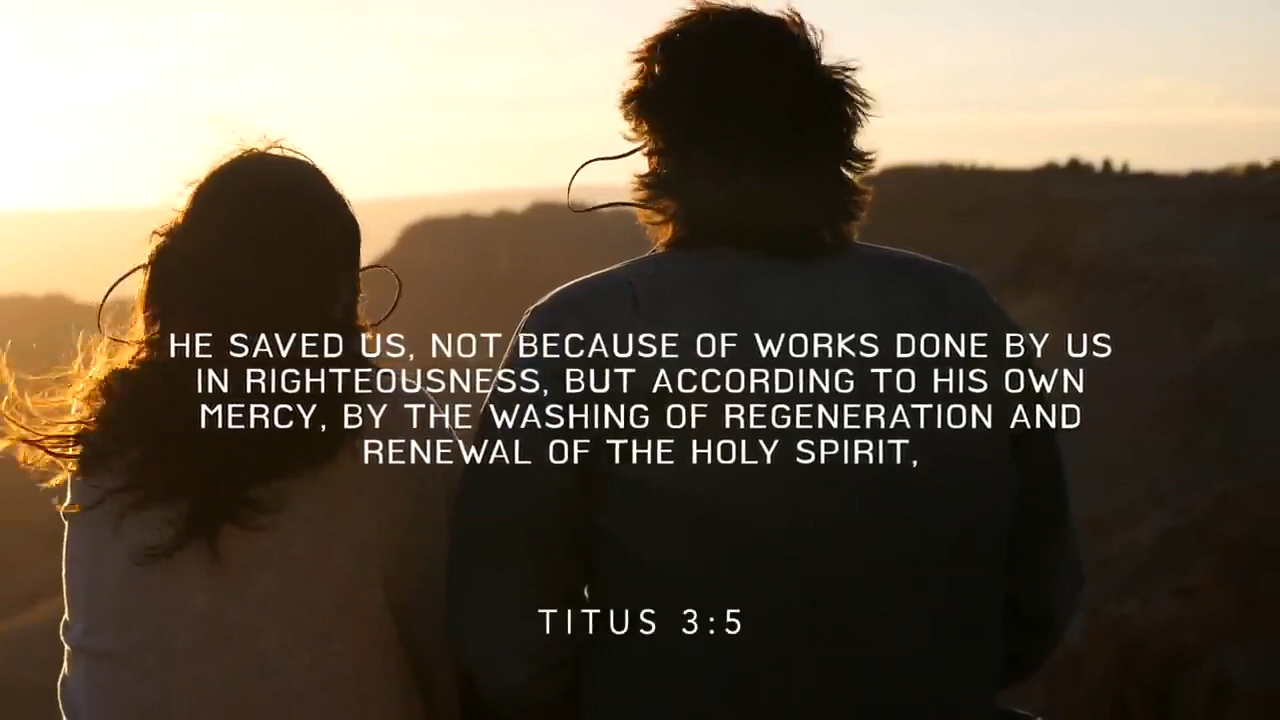 HE SAVED US, NOT BECAUSE OF WORKS DONE BY US
IN RIGHTEOUSNESS, BUT ACCORDING TO HIS OWN
MERCY, BY THE WASHING OF REGENERATION AND
RENEWAL OF THE HOLY SPIRIT,
TITUS 3:5